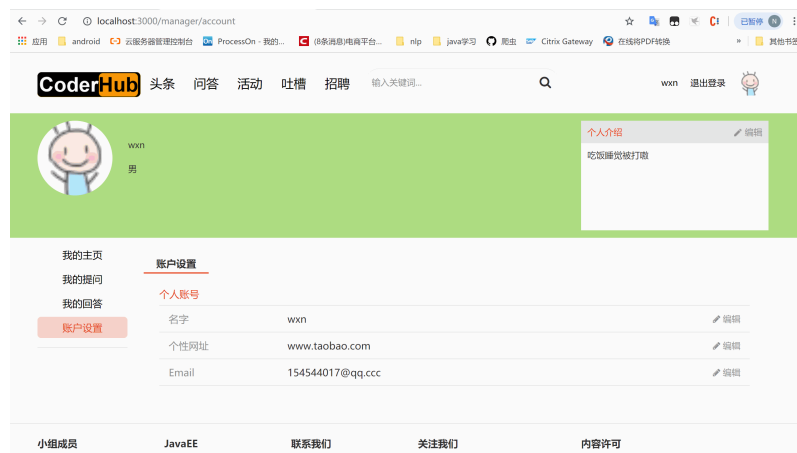 localhost:3000/manager/account
已暂停 N
应用 android 云服务器管理控制台 On ProcessOn - 我的... C (8条消息)电商平台... nlp java学习 爬虫 Citrix Gateway 在线将PDF转换 » 其他书签
CoderHub 头条 问答 活动 吐槽 招聘 输入关键词... wxn 退出登录
wxn
男
个人介绍 编辑
吃饭睡觉被打嗷
我的主页
我的提问
我的回答
账户设置
账户设置
个人账号
名字 wxn 编辑
个性网址 www.taobao.com 编辑
Email 154544017@qq.ccc 编辑
小组成员 JavaEE 联系我们 关注我们 内容许可